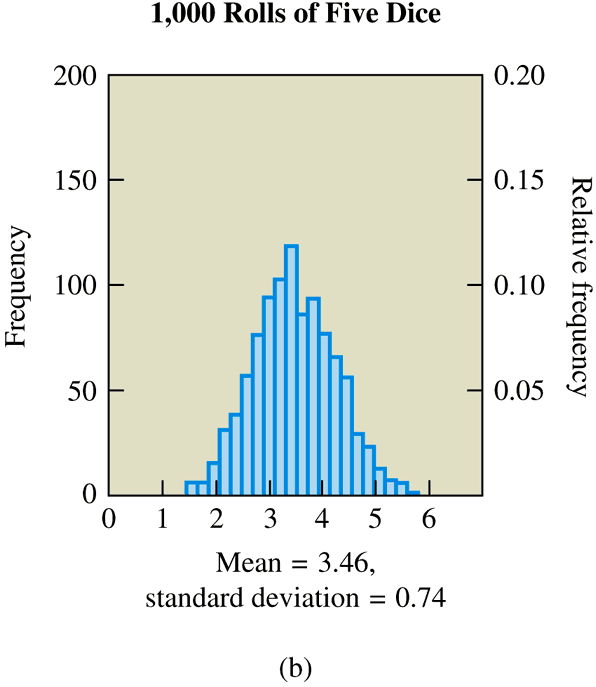 1,000 Rolls of Five Dice
200
150
100
50
0
0.20
0.15
0.10
0.05
Frequency
Relative frequency
0 1 2 3 4 5 6
Mean = 3.46,
standard deviation = 0.74
(b)